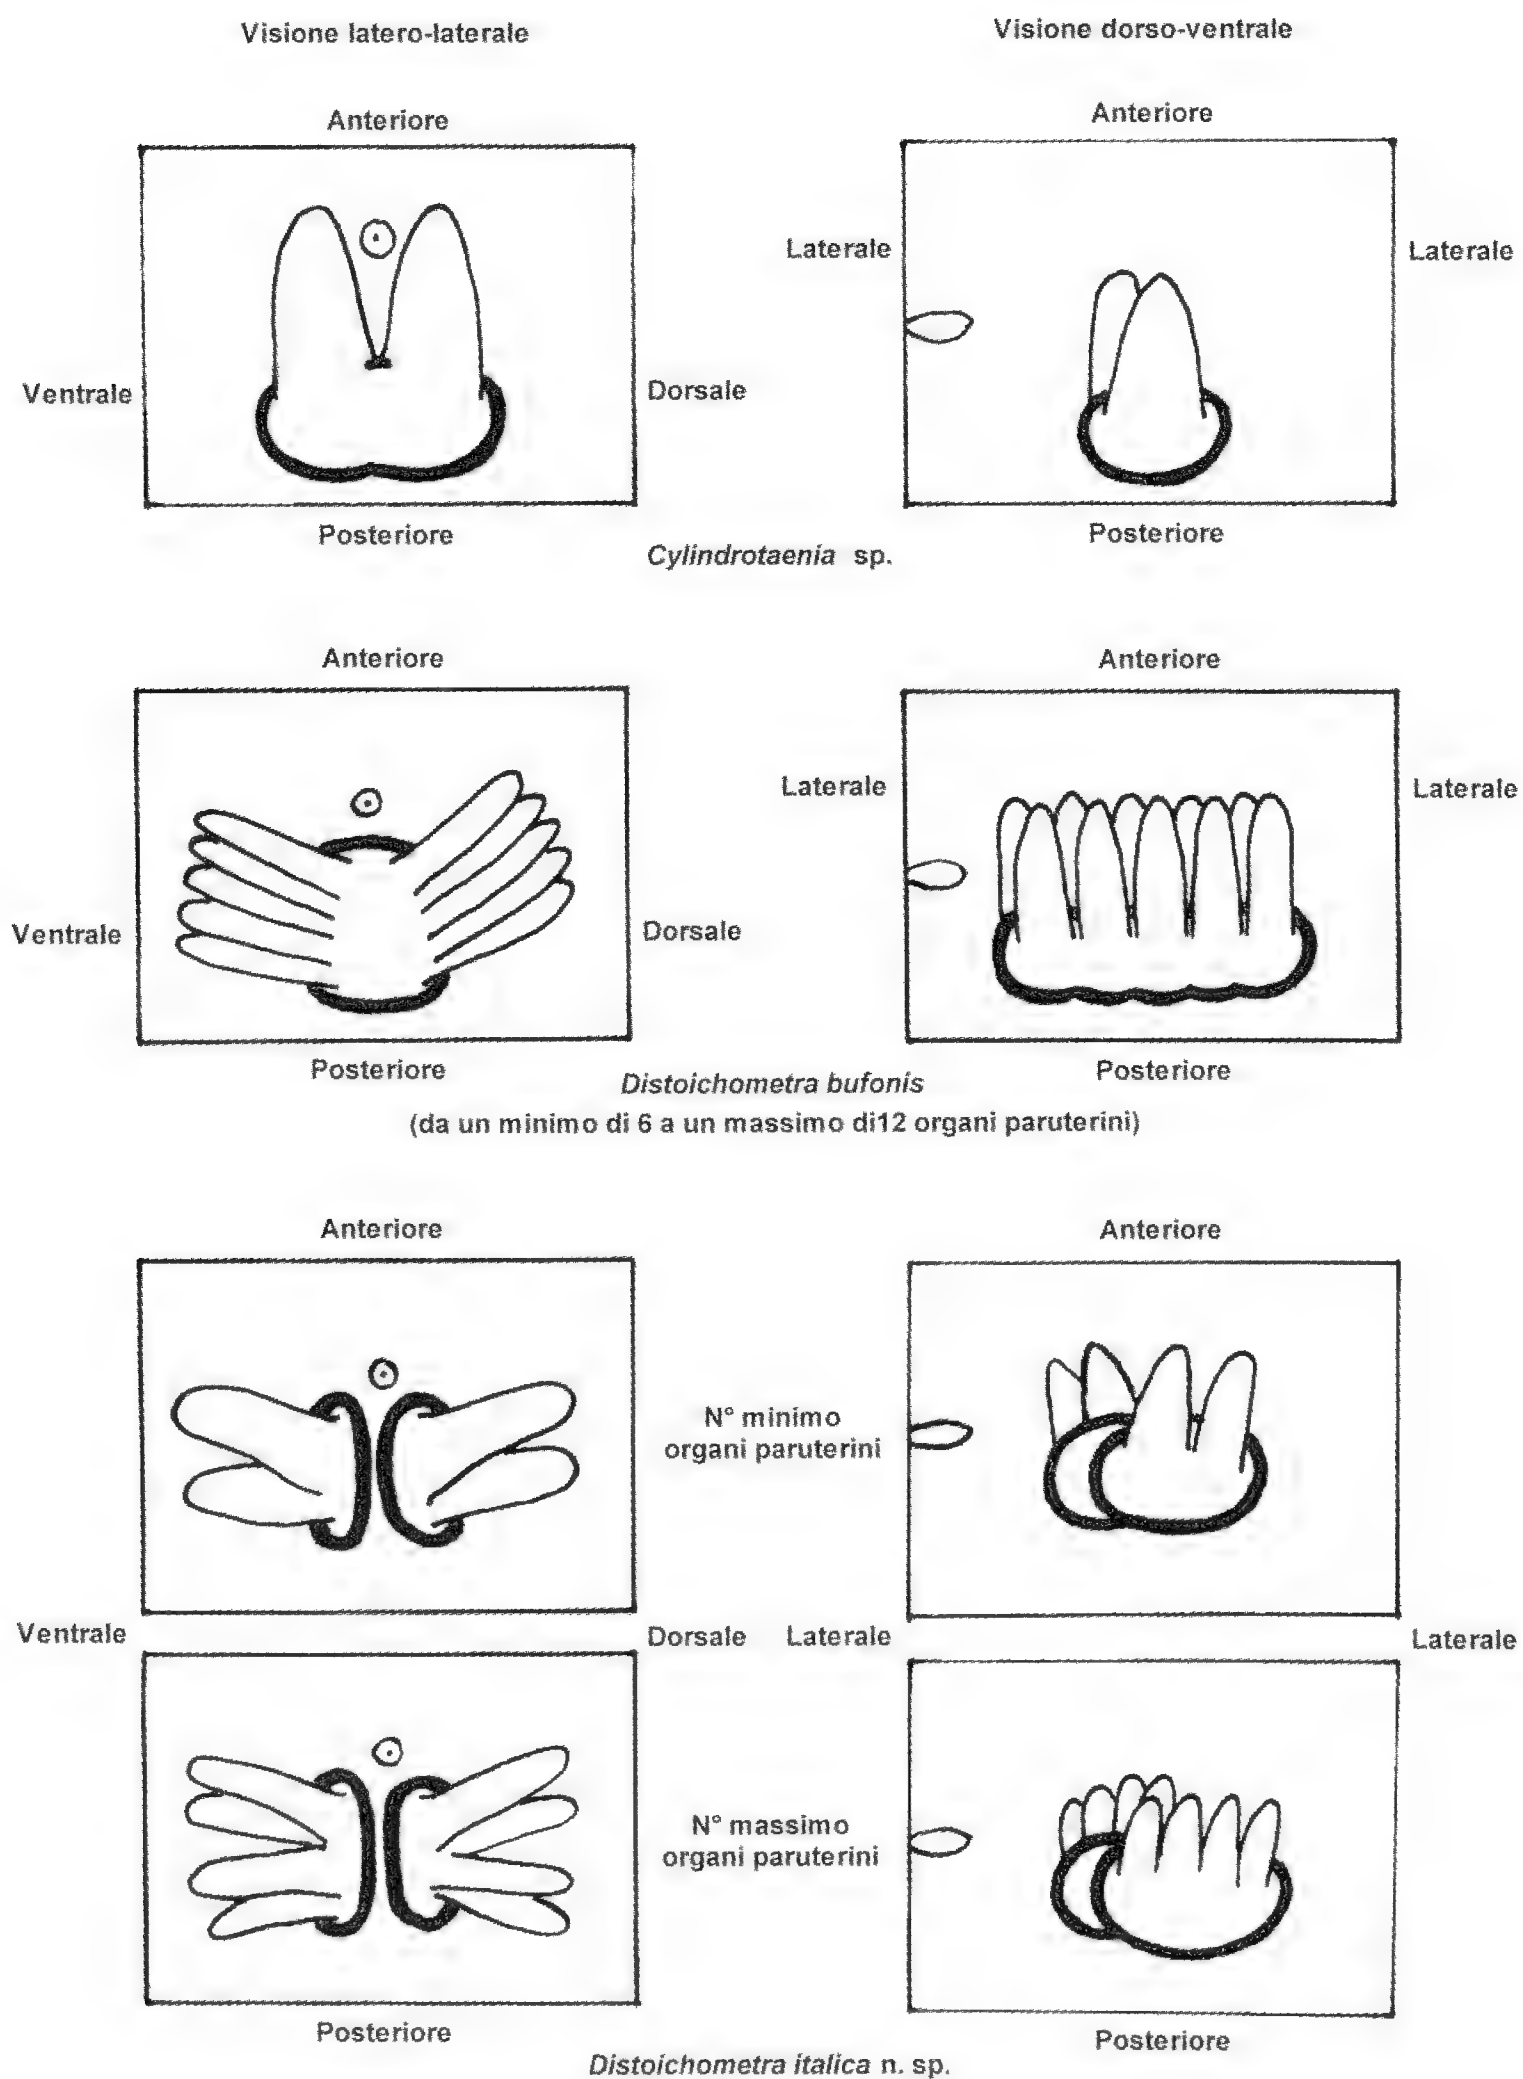 Visione latero-laterale
Visione dorso-ventrale
Anteriore
Anteriore
Laterale
Laterale
Ventrale
Dorsale
Posteriore
Posteriore
Cylindrotaenia sp.
Anteriore
Anteriore
Laterale
Laterale
Ventrale
Dorsale
Posteriore
Posteriore
Distoichometra bufonis
(da un minimo di 6 a un massimo di12 organi paruterini)
Anteriore
Anteriore
N° minimo
organi paruterini
Ventrale
Dorsale
Laterale
Laterale
N° massimo
organi paruterini
Posteriore
Posteriore
Distoichometra italica n. sp.